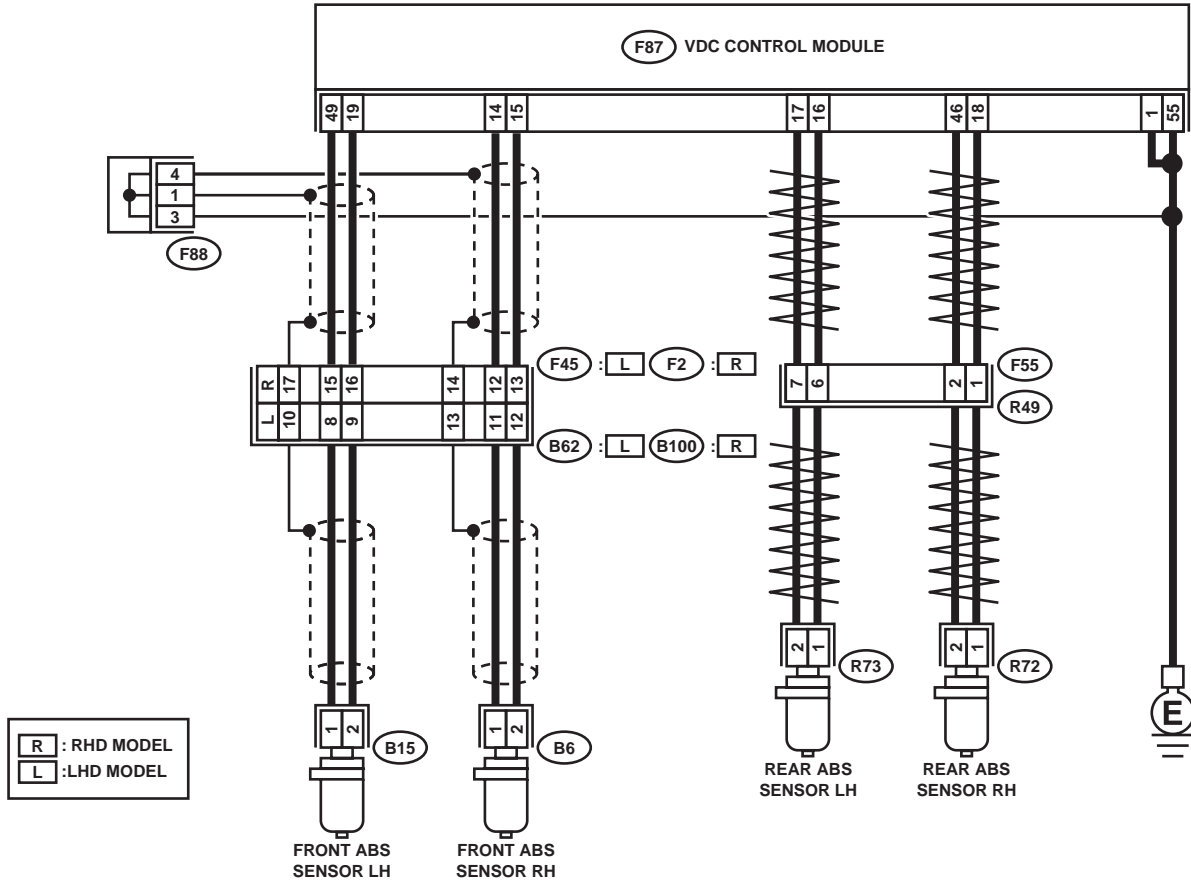 F87 VDC CONTROL MODULE
49 19 14 15 17 16 46 18 1 55
4
1
3
F88
F45 : L F2 : R
F55
R 17 15 16 14 12 13
7 6 2 1
R49
L 10 8 9 13 11 12
B62 : L B100 : R
2 1 R73 2 1 R72
1 2 B15 1 2 B6
E
R : RHD MODEL
L :LHD MODEL
REAR ABS
SENSOR LH
REAR ABS
SENSOR RH
FRONT ABS
SENSOR LH
FRONT ABS
SENSOR RH